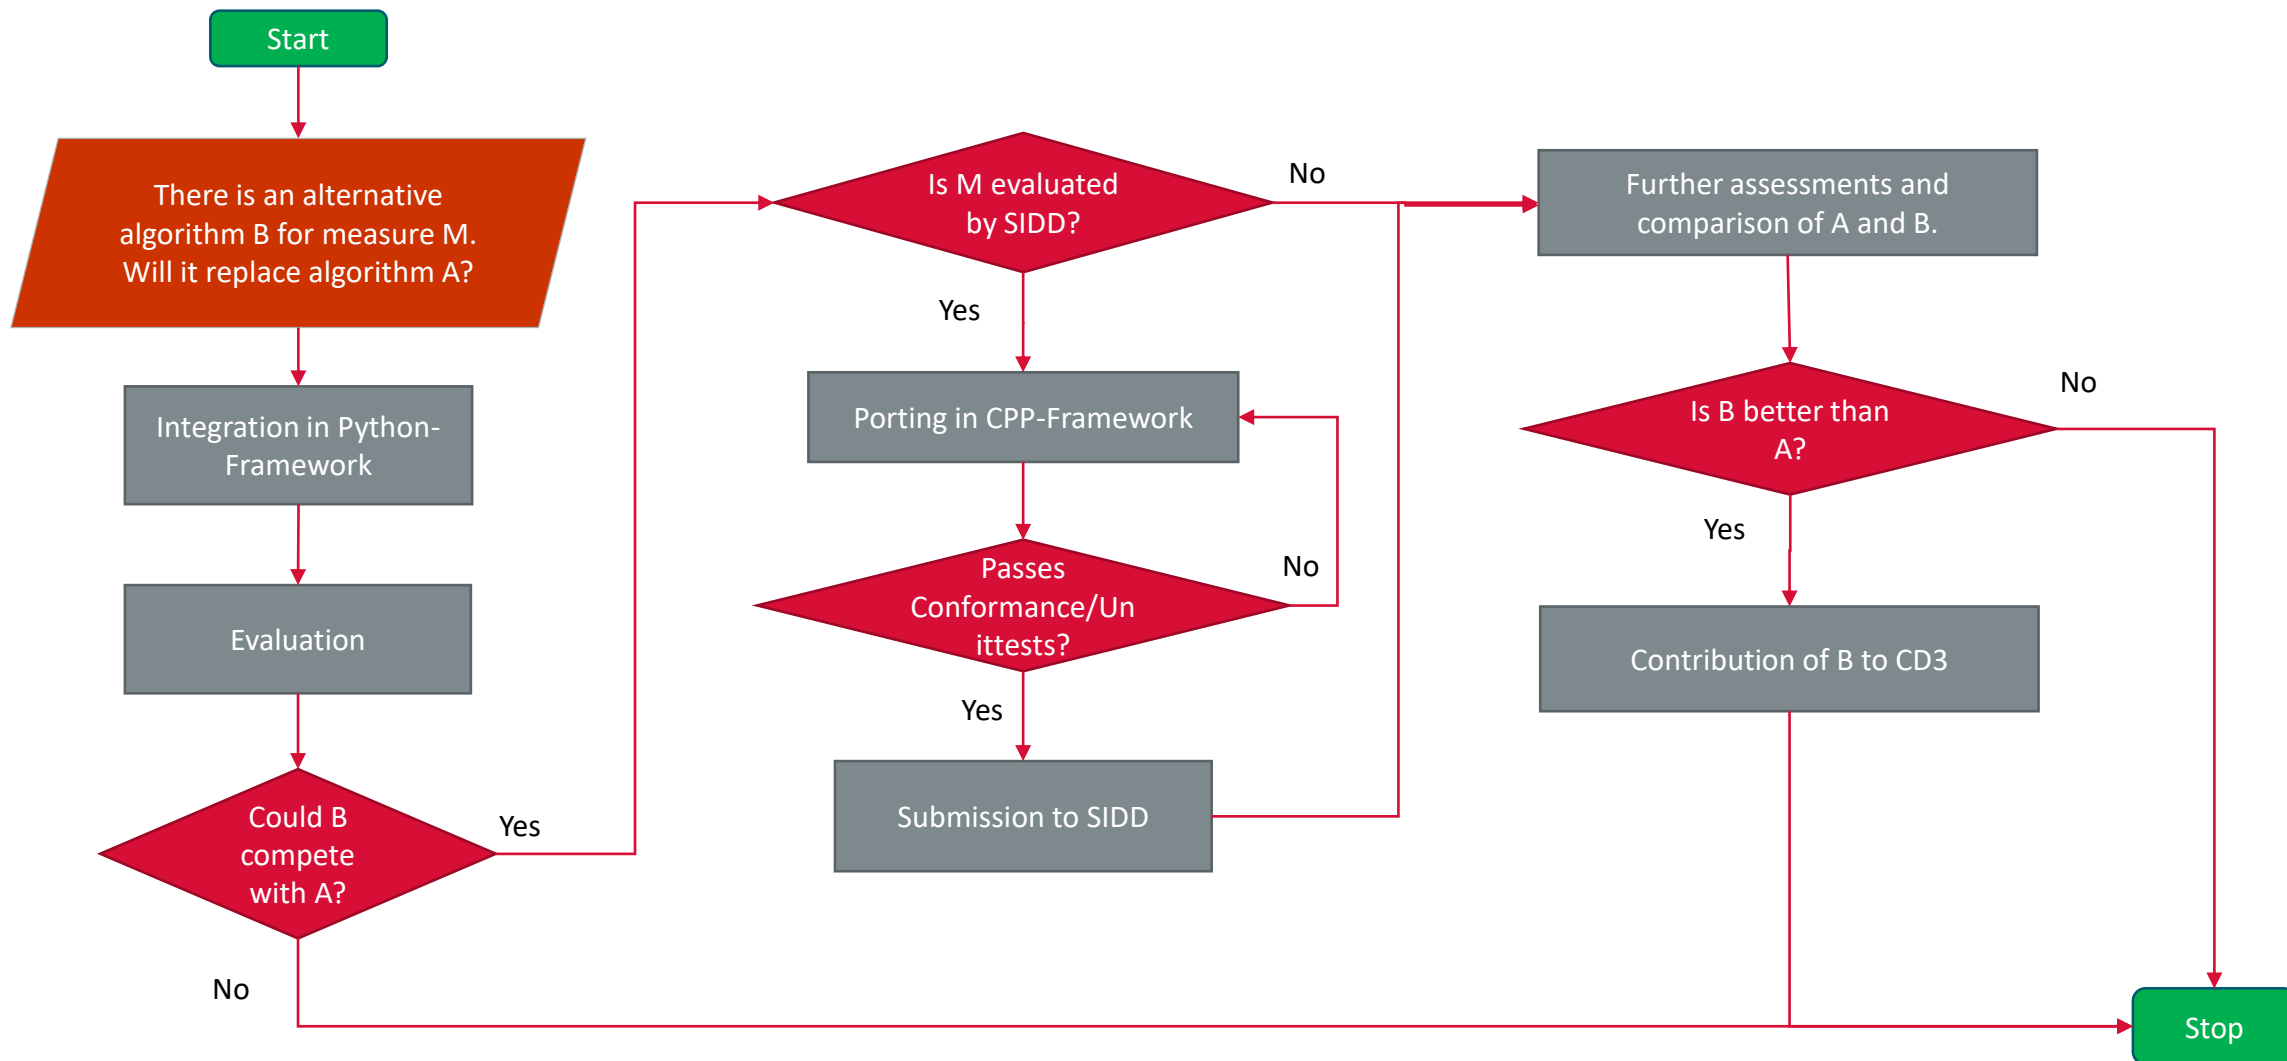 Start
There is an alternative
algorithm B for measure M.
Will it replace algorithm A?
Integration in Python-
Framework
Evaluation
Could B
compete
with A?
Yes
No
Is M evaluated
by SIDD?
No
Yes
Porting in CPP-Framework
Passes
Conformance/Un
ittests?
No
Yes
Submission to SIDD
Further assessments and
comparison of A and B.
Is B better than
A?
No
Yes
Contribution of B to CD3
Stop